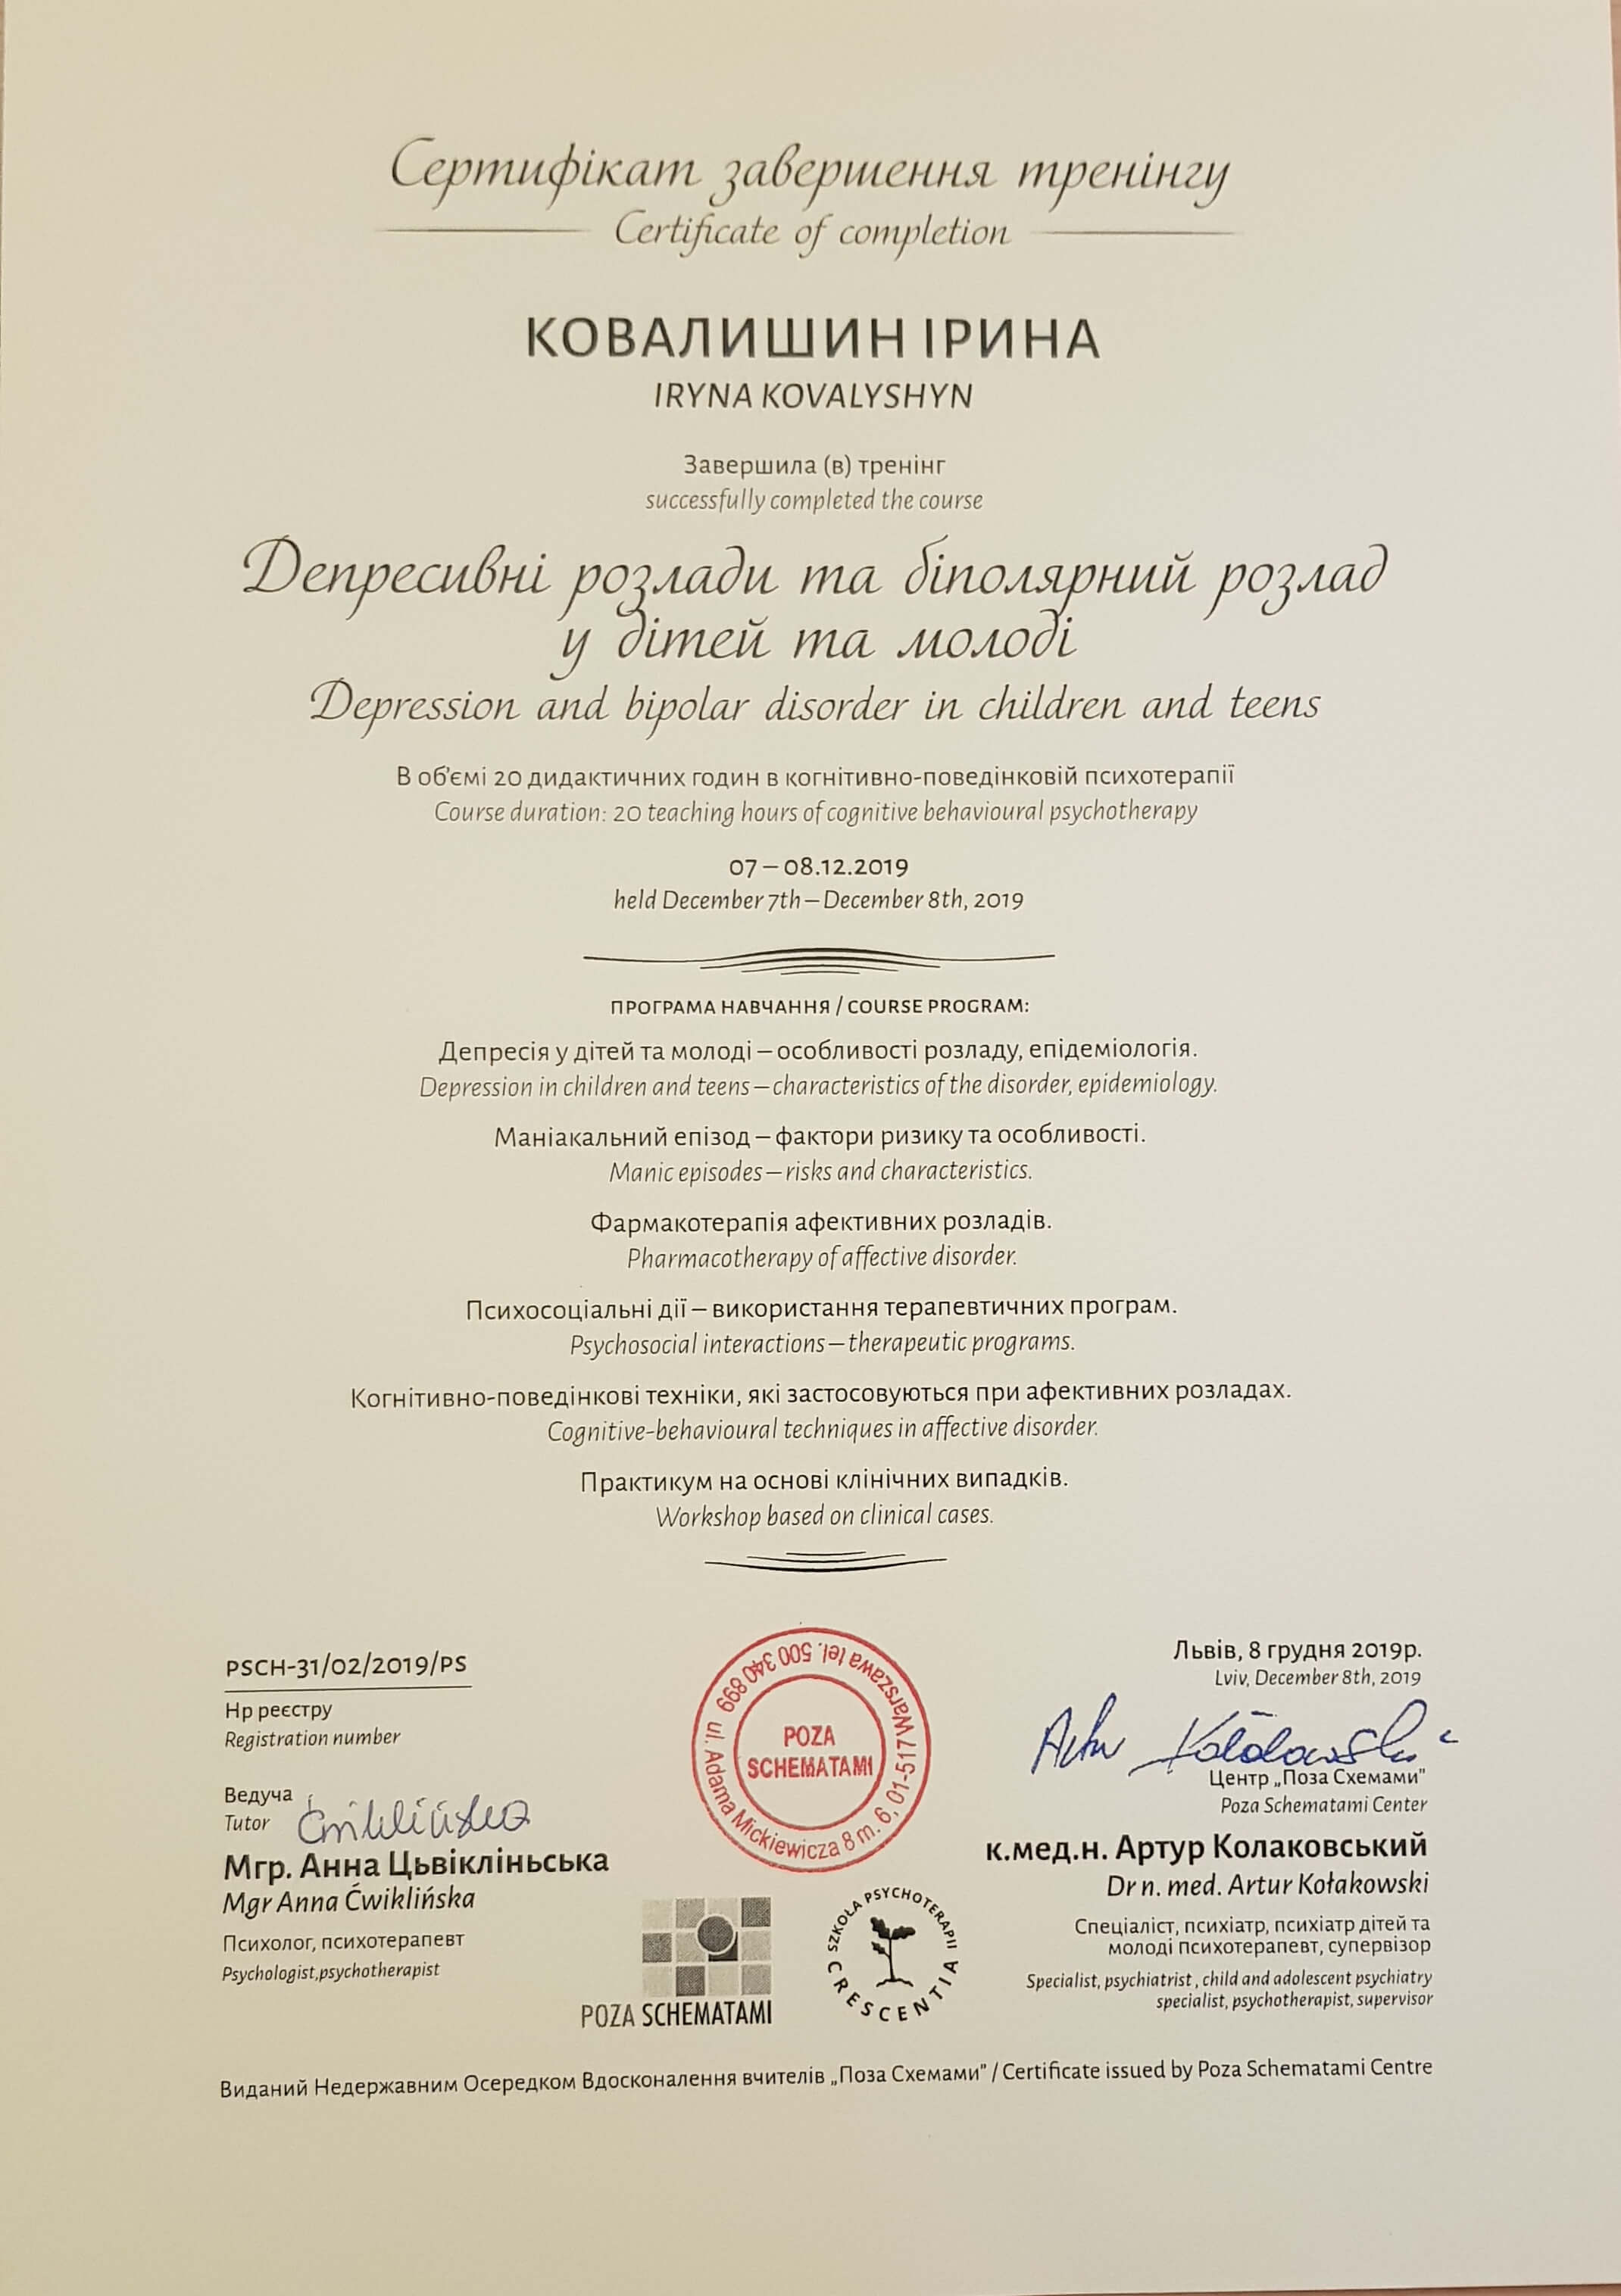 Сертифікат завершення тренінгу
Certificate of completion
КОВАЛИШИН ІРИНА
IRYNA KOVALYSHYN
Завершила (в) тренінг
successfully completed the course
Депресивні розлади та біполярний розлад
у дітей та молоді
Depression and bipolar disorder in children and teens
В об'ємі 20 дидактичних годин в когнітивно-поведінковій психотерапії
Course duration: 20 teaching hours of cognitive behavioural psychotherapy
07 – 08.12.2019
held December 7th – December 8th, 2019
ПРОГРАМА НАВЧАННЯ / COURSE PROGRAM:
Депресія у дітей та молоді – особливості розладу, епідеміологія.
Depression in children and teens – characteristics of the disorder, epidemiology.
Маніакальний епізод – фактори ризику та особливості.
Manic episodes – risks and characteristics.
Фармакотерапія афективних розладів.
Pharmacotherapy of affective disorder.
Психосоціальні дії – використання терапевтичних програм.
Psychosocial interactions – therapeutic programs.
Когнітивно-поведінкові техніки, які застосовуються при афективних розладах.
Cognitive-behavioural techniques in affective disorder.
Практикум на основі клінічних випадків.
Workshop based on clinical cases.
PSCH-31/02/2019/PS
Нр реєстру
Registration number
Ведуча
Tutor
Ćwiklińska
Мгр. Анна Цьвікліньська
Mgr Anna Ćwiklińska
Психолог, психотерапевт
Psychologist,psychotherapist
POZA
SCHEMATAMI
ul. Adama Mickiewicza 8 m. 6, 01-517 Warszawa tel. 500 340 899
POZA SCHEMATAMI
SZKOŁA PSYCHOTERAPII
CRESCENTIA
Львів, 8 грудня 2019р.
Lviv, December 8th, 2019
Artur Kołakowski
Центр „Поза Схемами"
Poza Schematami Center
к.мед.н. Артур Колаковський
Dr n. med. Artur Kołakowski
Спеціаліст, психіатр, психіатр дітей та
молоді психотерапевт, супервізор
Specialist, psychiatrist , child and adolescent psychiatry
specialist, psychotherapist, supervisor
Виданий Недержавним Осередком Вдосконалення вчителів „Поза Схемами" / Certificate issued by Poza Schematami Centre